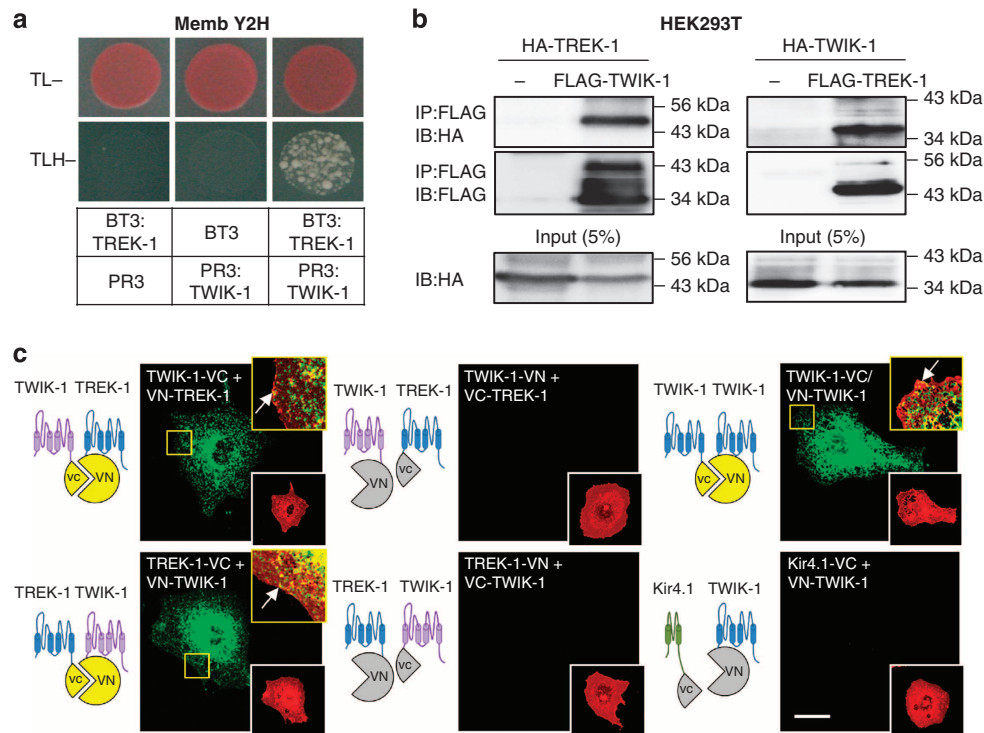 a
Memb Y2H
TL–
TLH–
BT3:
TREK-1
BT3
BT3:
TREK-1
PR3
PR3:
TWIK-1
PR3:
TWIK-1
b
HEK293T
HA-TREK-1
– FLAG-TWIK-1
IP:FLAG
IB:HA
56 kDa
43 kDa
IP:FLAG
IB:FLAG
43 kDa
34 kDa
Input (5%)
IB:HA
56 kDa
43 kDa
HA-TWIK-1
– FLAG-TREK-1
43 kDa
34 kDa
56 kDa
43 kDa
Input (5%)
43 kDa
34 kDa
c
TWIK-1 TREK-1
VC VN
TWIK-1-VC +
VN-TREK-1
TWIK-1 TREK-1
VN VC
TWIK-1-VN +
VC-TREK-1
TWIK-1 TWIK-1
VC VN
TWIK-1-VC/
VN-TWIK-1
TREK-1 TWIK-1
VC VN
TREK-1-VC +
VN-TWIK-1
TREK-1 TWIK-1
VN VC
TREK-1-VN +
VC-TWIK-1
Kir4.1 TWIK-1
VC VN
Kir4.1-VC +
VN-TWIK-1